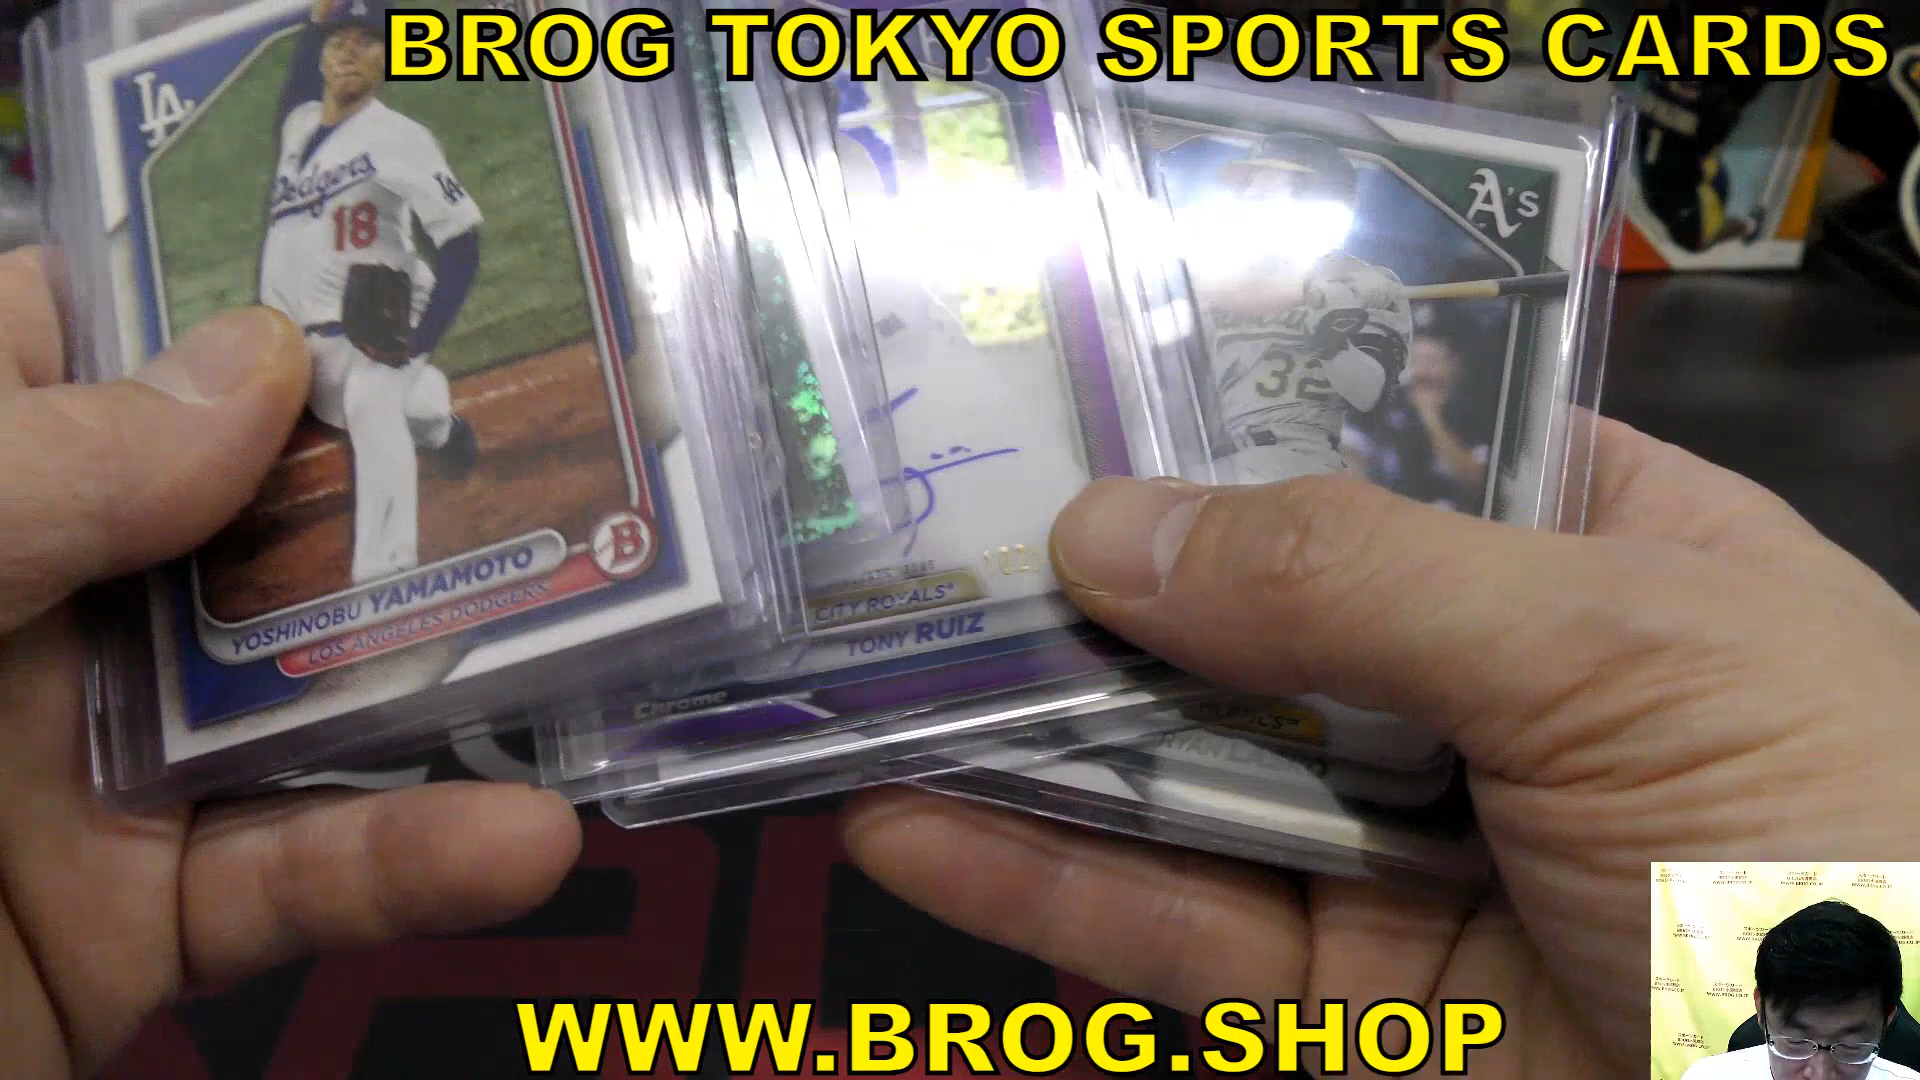 BROG TOKYO SPORTS CARDS
LA
Dodgers
18
LA
YOSHINOBU YAMAMOTO
LOS ANGELES DODGERS
B
CITY ROYALS
TONY RUIZ
Chrome
A's
32
WWW.BROG.SHOP